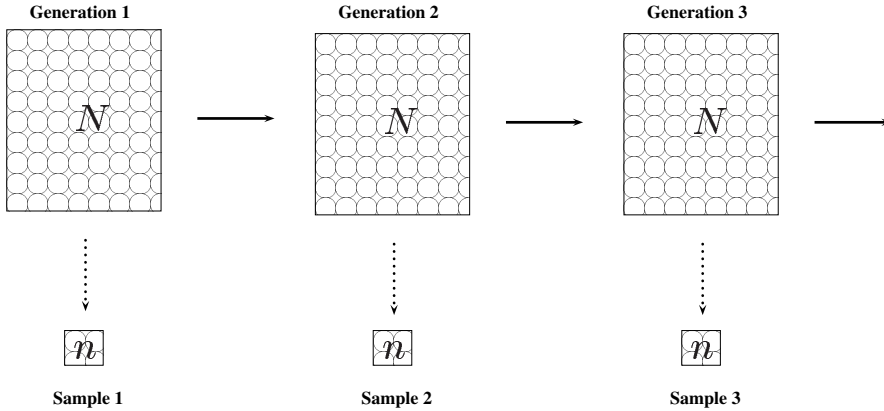 Generation 1 Generation 2 Generation 3
N N N
n n n
Sample 1 Sample 2 Sample 3